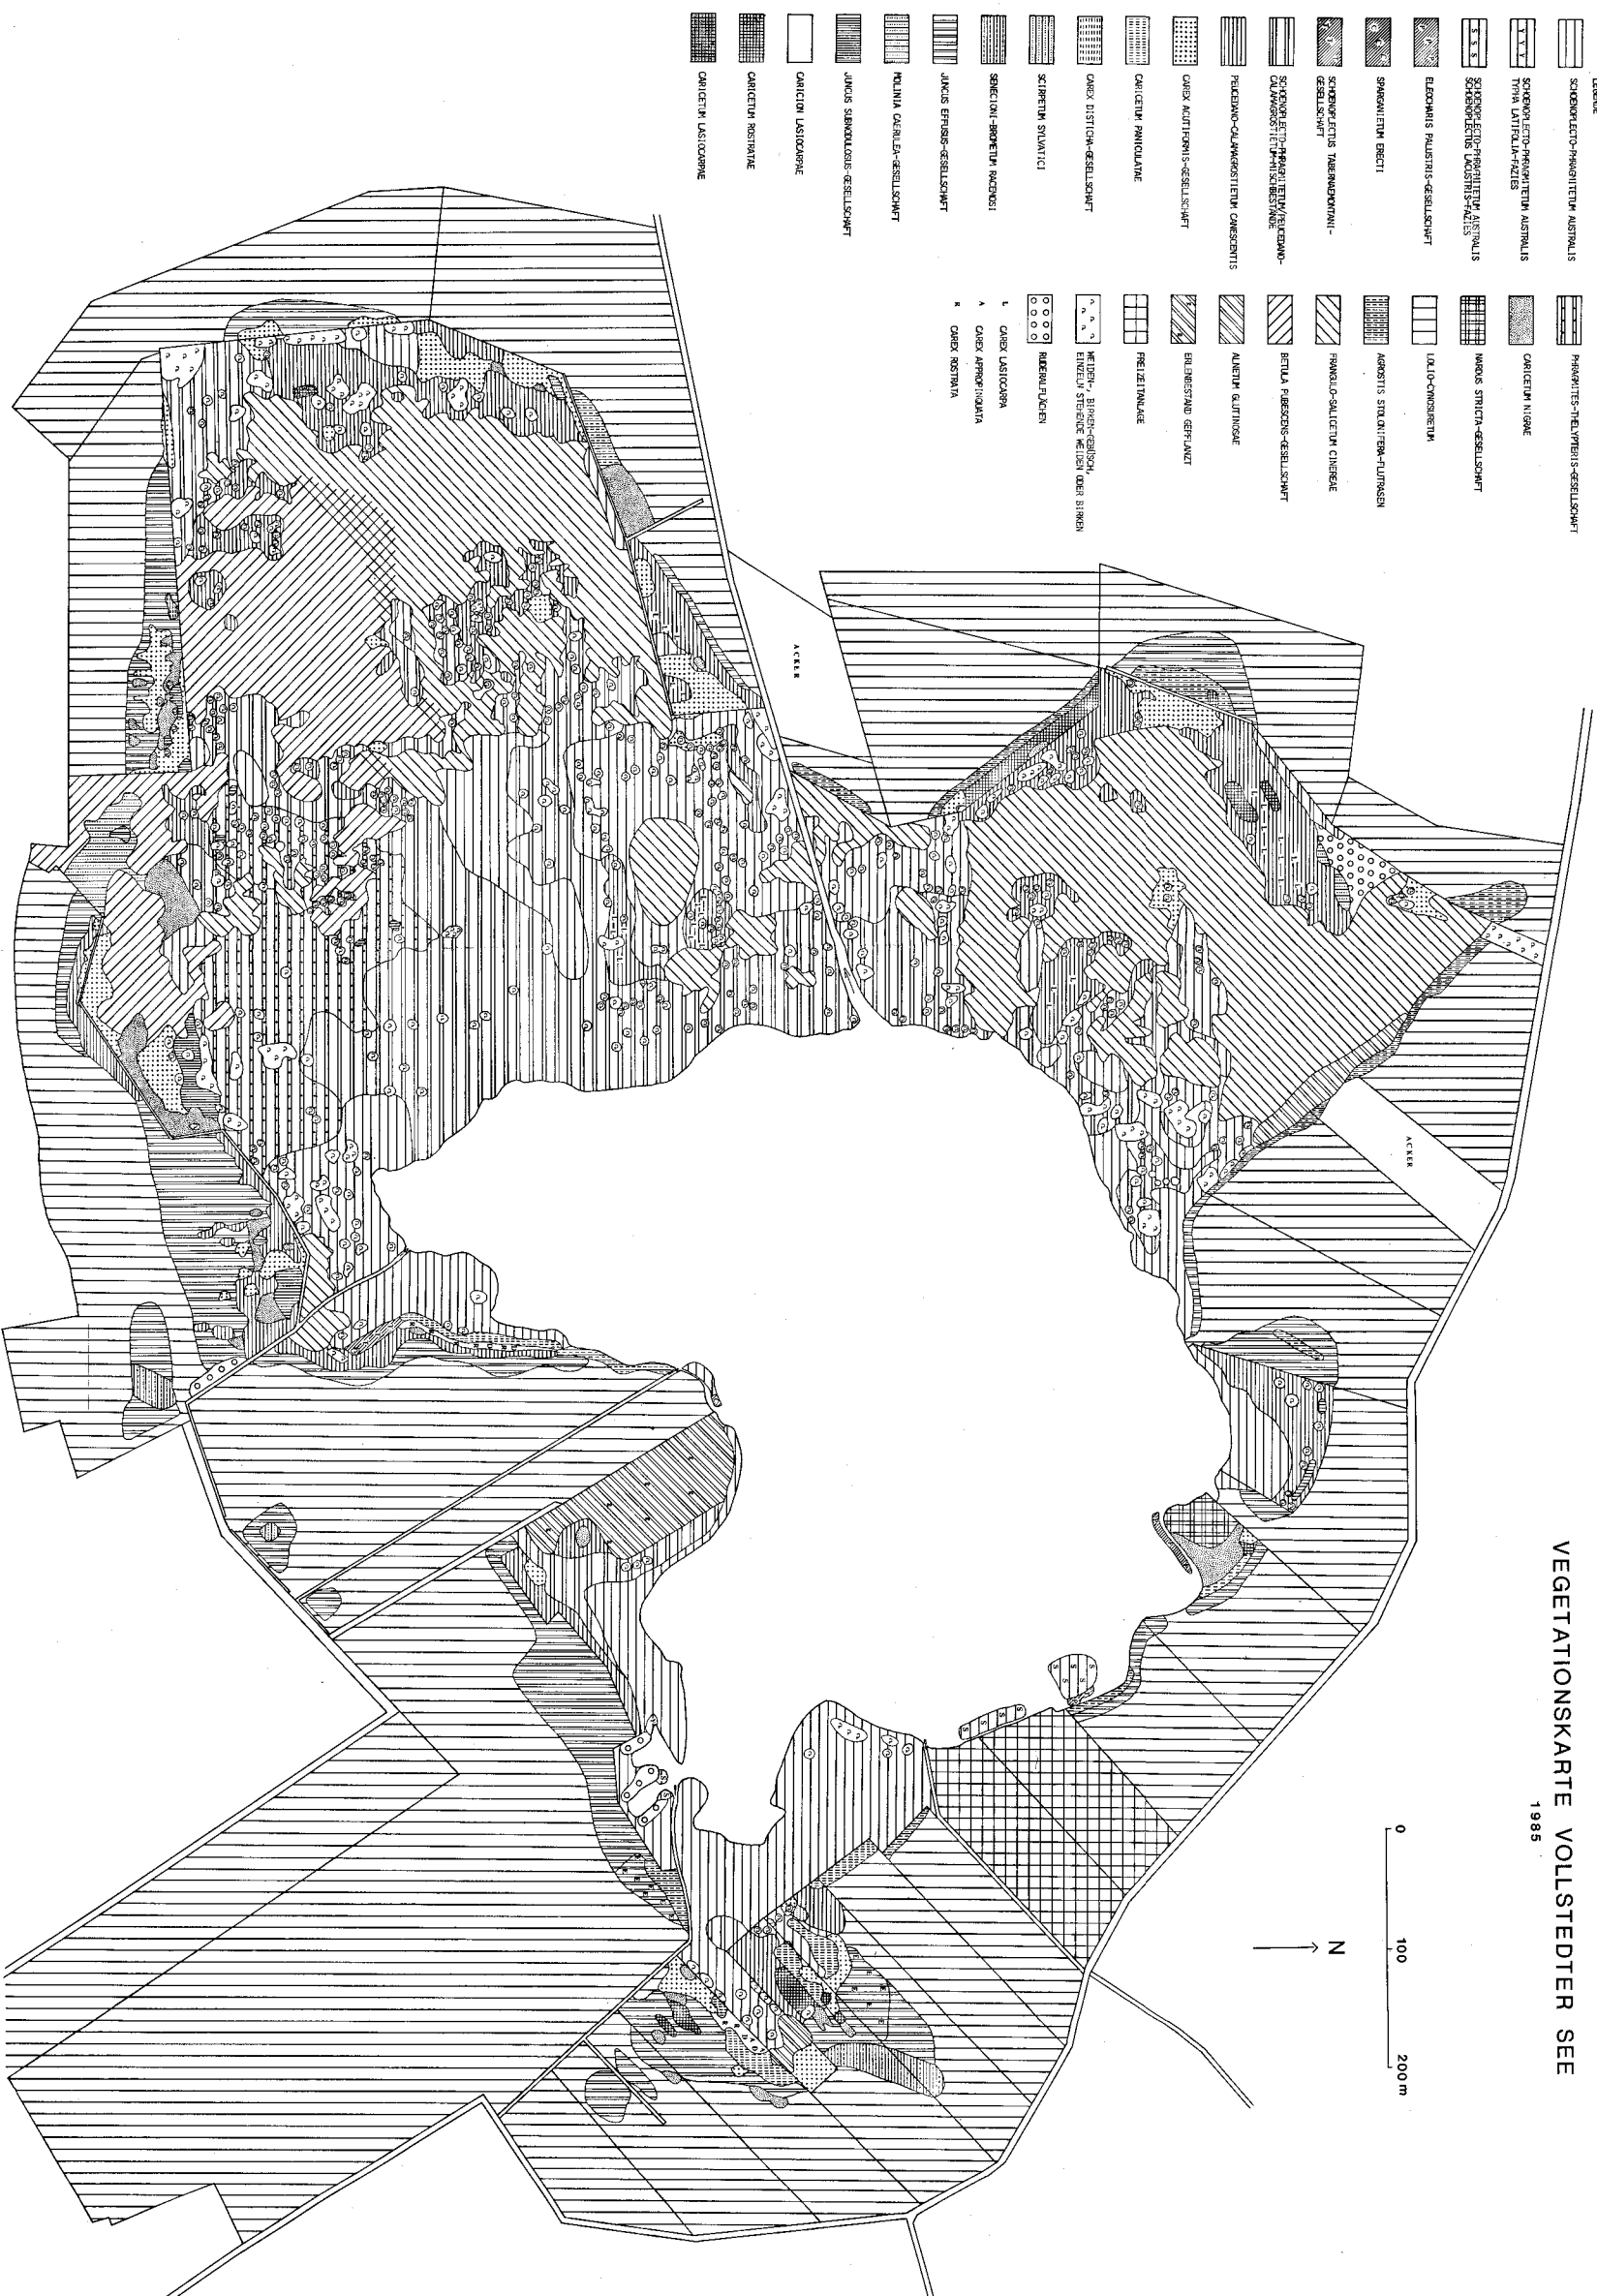 VEGETATIONSKARTE VOLLSTEDTER SEE
1985
0 100 200 m
N
SCHOENOPLECTO-PHRAGMITETUM AUSTRALIS
SCHOENOPLECTO-PHRAGMITETUM AUSTRALIS
TYPHA LATIFOLIA-FAZIES
SCHOENOPLECTO-PHRAGMITETUM AUSTRALIS
SCHOENOPLECTUS LACUSTRIS-FAZIES
ELEOCHARIS PALUSTRIS-GESELLSCHAFT
SPARGANIETUM ERECTI
SCHOENOPLECTUS TABERNAEMONTANI-
GESELLSCHAFT
SCHOENOPLECTO-PHRAGMITETUM/PEUCEDANO-
CALAMAGROSTIETUM-MISCHBESTÄNDE
PEUCEDANO-CALAMAGROSTIETUM CANESCENTIS
CAREX ACUTIFORMIS-GESELLSCHAFT
CARICETUM PANICULATAE
CAREX DISTICHA-GESELLSCHAFT
SCIRPETUM SYLVATICI
SENECIONI-BROMETUM RACEMOSI
JUNCUS EFFUSUS-GESELLSCHAFT
MOLINIA CAERULEA-GESELLSCHAFT
JUNCUS SUBNODULOSUS-GESELLSCHAFT
CARICION LASIOCARPAE
CARICETUM ROSTRATAE
CARICETUM LASIOCARPAE
PHRAGMITES-THELYPTERIS-GESELLSCHAFT
CARICETUM NIGRAE
NARDUS STRICTA-GESELLSCHAFT
LOLIO-CYNOSURETUM
AGROSTIS STOLONIFERA-FLUTRASEN
FRANGULO-SALICETUM CINEREAE
BETULA PUBESCENS-GESELLSCHAFT
ALNETUM GLUTINOSAE
ERLENBESTAND GEPFLANZT
FREIZEITANLAGE
WEIDEN-, BIRKEN-GEBÜSCH,
EINZELN STEHENDE WEIDEN ODER BIRKEN
RUDERALFLÄCHEN
L CAREX LASIOCARPA
A CAREX APPROPINQUATA
R CAREX ROSTRATA
ACKER
ACKER